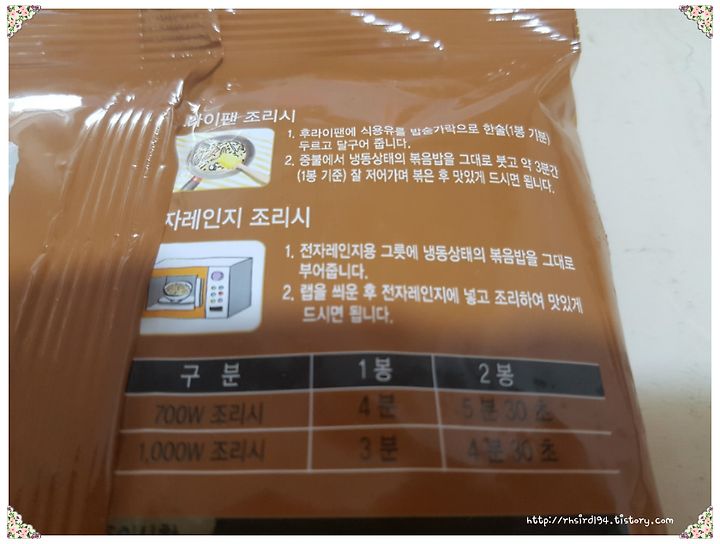 라이팬 조리시
1. 후라이팬에 식용유를 밥숟가락으로 한술(1봉 기분)
두르고 달구어 줍니다.
2. 중불에서 냉동상태의 볶음밥을 그대로 붓고 약 3분간
(1봉 기준) 잘 저어가며 볶은 후 맛있게 드시면 됩니다.
자레인지 조리시
1. 전자레인지용 그릇에 냉동상태의 볶음밥을 그대로
부어줍니다.
2. 랩을 씌운 후 전자레인지에 넣고 조리하여 맛있게
드시면 됩니다.
구 분 1 봉 2 봉
700W 조리시 4 분 5 분 30 초
1,000W 조리시 3 분 4 분 30 초
http://rhsird194.tistory.com